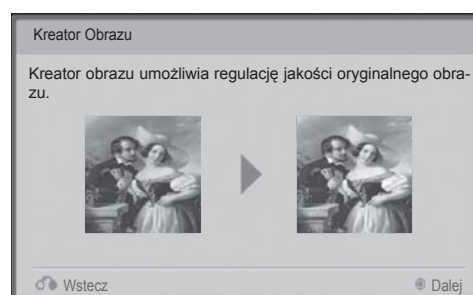 Kreator Obrazu
Kreator obrazu umożliwia regulację jakości oryginalnego obra-
zu.
Wstecz
Dalej